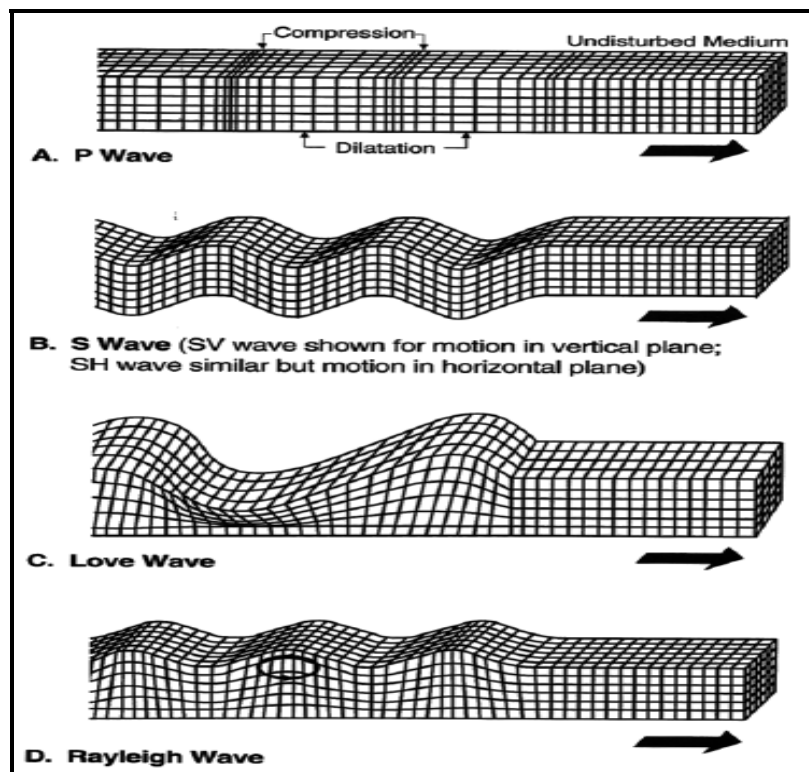 Compression
Undisturbed Medium
Dilatation
A. P Wave
B. S Wave (SV wave shown for motion in vertical plane;
SH wave similar but motion in horizontal plane)
C. Love Wave
D. Rayleigh Wave